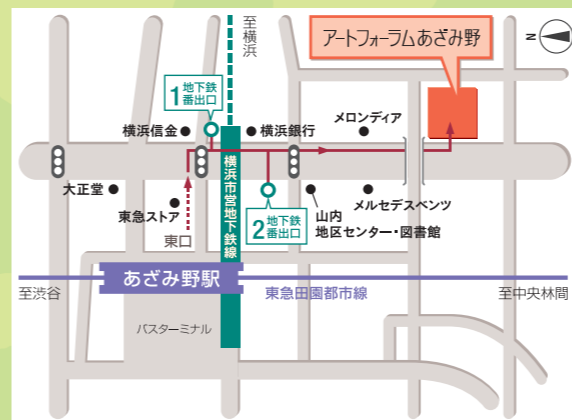 至横浜
アートフォーラムあざみ野
N
1 地下鉄
番出口
横浜信金
横浜銀行
メロンディア
大正堂
東急ストア
東口
横浜市営地下鉄線
2 地下鉄
番出口
山内
地区センター・図書館
メルセデスベンツ
あざみ野駅
至渋谷
東急田園都市線
至中央林間
バスターミナル